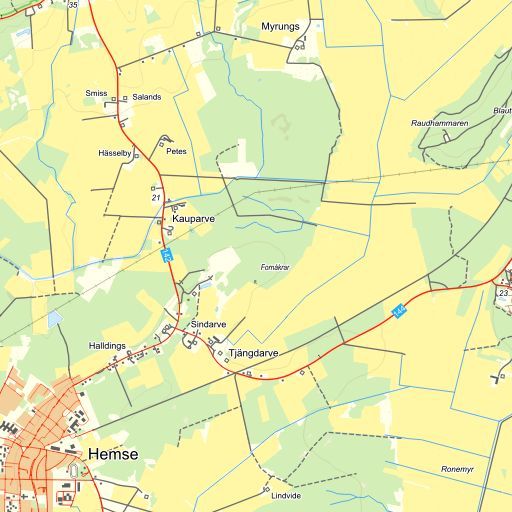 35
Myrungs
Smiss
Salands
Blaut
Raudhammaren
Hässelby
Petes
21
Kauparve
142
Fornåkrar
23
144
Sindarve
Halldings
Tjängdarve
Hemse
Ronemyr
Lindvide